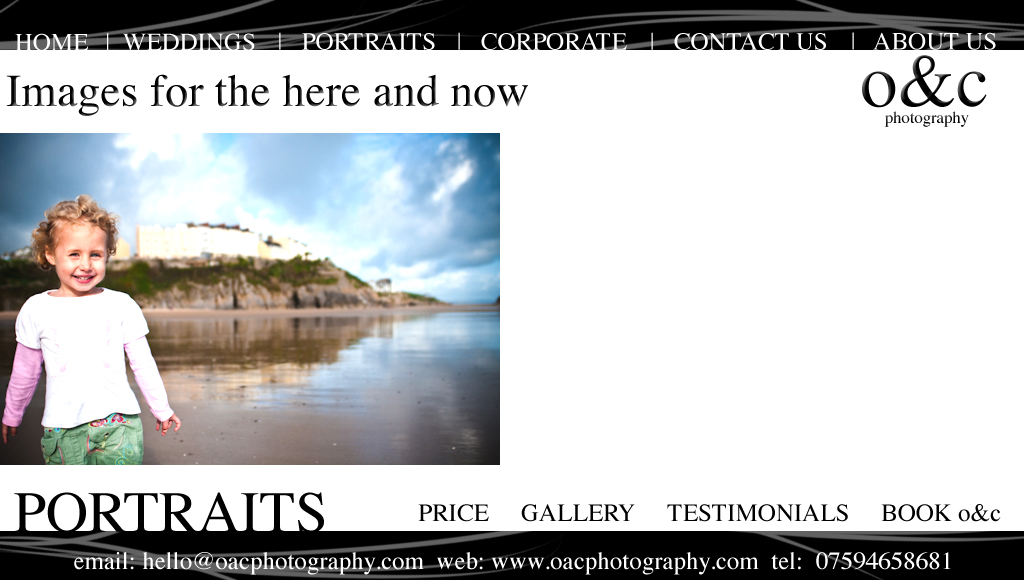 HOME | WEDDINGS | PORTRAITS | CORPORATE | CONTACT US | ABOUT US
Images for the here and now
o&c
photography
PORTRAITS
PRICE GALLERY TESTIMONIALS BOOK o&c
email: hello@oacphotography.com web: www.oacphotography.com tel: 07594658681